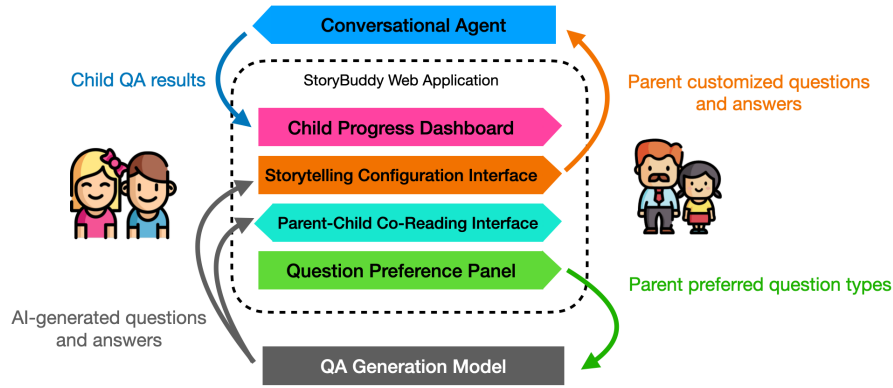 Conversational Agent
Child QA results
StoryBuddy Web Application
Parent customized questions
and answers
Child Progress Dashboard
Storytelling Configuration Interface
Parent-Child Co-Reading Interface
Question Preference Panel
Parent preferred question types
AI-generated questions
and answers
QA Generation Model